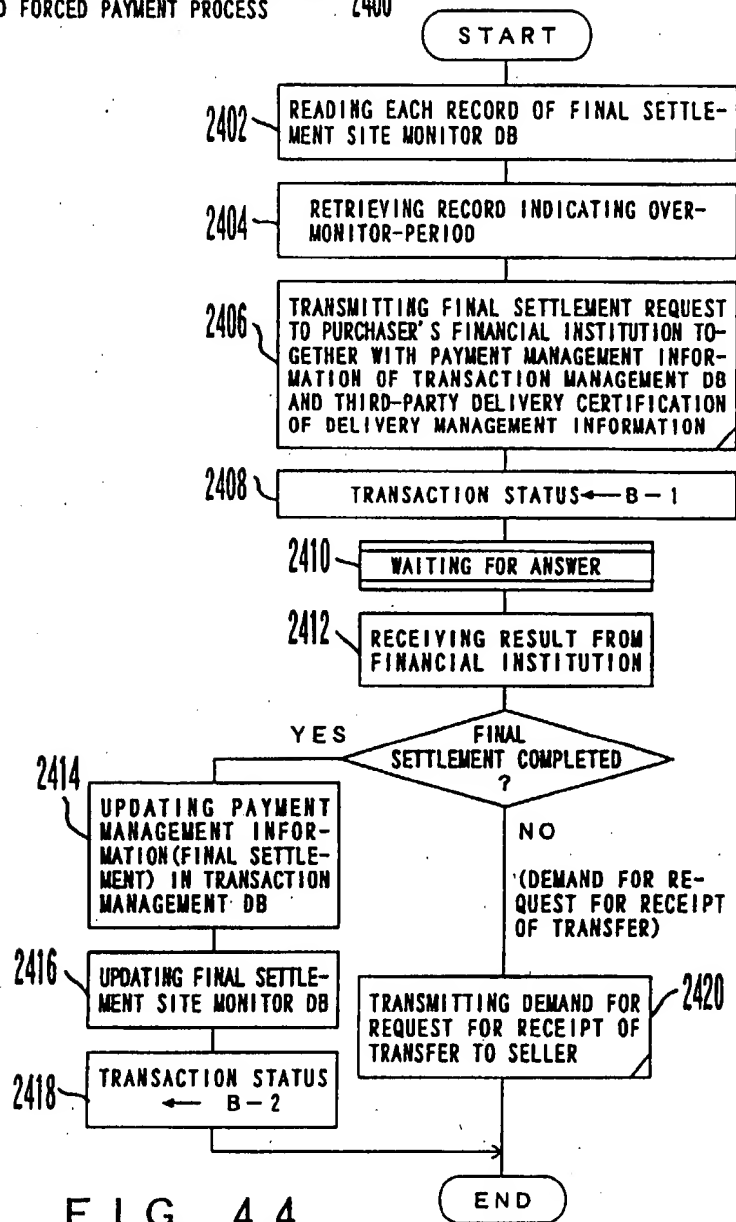 FORCED PAYMENT PROCESS 2400
START
2402
READING EACH RECORD OF FINAL SETTLE-
MENT SITE MONITOR DB
2404
RETRIEVING RECORD INDICATING OVER-
MONITOR-PERIOD
2406
TRANSMITTING FINAL SETTLEMENT REQUEST
TO PURCHASER'S FINANCIAL INSTITUTION TO-
GETHER WITH PAYMENT MANAGEMENT INFOR-
MATION OF TRANSACTION MANAGEMENT DB
AND THIRD-PARTY DELIVERY CERTIFICATION
OF DELIVERY MANAGEMENT INFORMATION
2408
TRANSACTION STATUS ← B-1
2410
WAITING FOR ANSWER
2412
RECEIVING RESULT FROM
FINANCIAL INSTITUTION
FINAL
SETTLEMENT COMPLETED
?
YES
2414
UPDATING PAYMENT
MANAGEMENT INFOR-
MATION(FINAL SETTLE-
MENT) IN TRANSACTION
MANAGEMENT DB
2416
UPDATING FINAL SETTLE-
MENT SITE MONITOR DB
2418
TRANSACTION STATUS
← B-2
NO
(DEMAND FOR RE-
QUEST FOR RECEIPT
OF TRANSFER)
2420
TRANSMITTING DEMAND FOR
REQUEST FOR RECEIPT OF
TRANSFER TO SELLER
END
FIG. 44